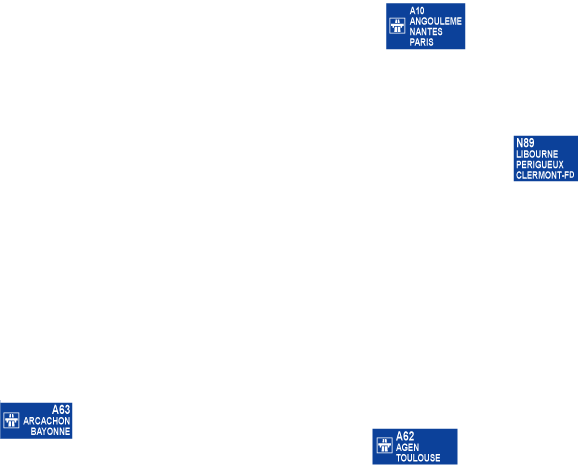 A10
ANGOULEME
NANTES
PARIS
N89
LIBOURNE
PERIGUEUX
CLERMONT-FD
A63
ARCACHON
BAYONNE
A62
AGEN
TOULOUSE